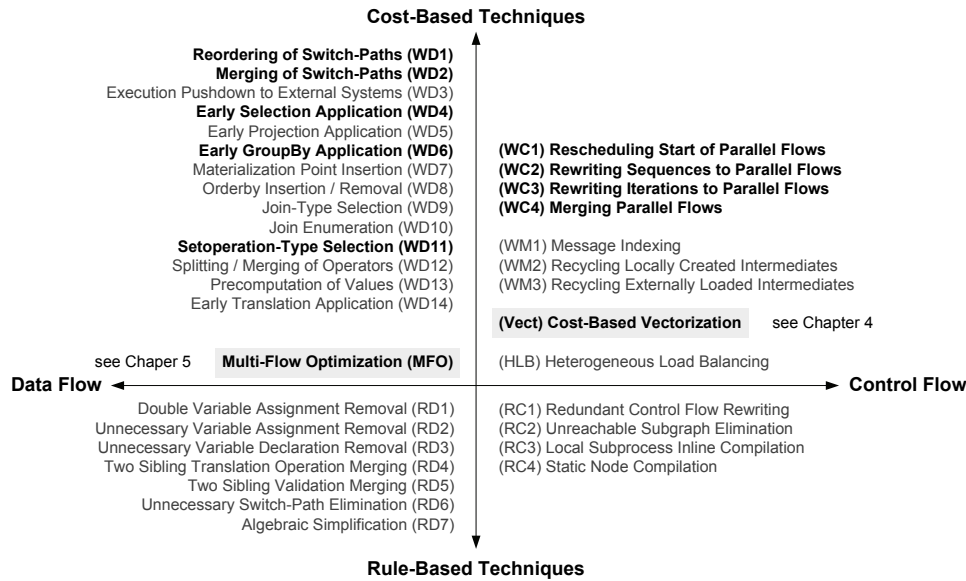 Cost-Based Techniques
Reordering of Switch-Paths (WD1)
Merging of Switch-Paths (WD2)
Execution Pushdown to External Systems (WD3)
Early Selection Application (WD4)
Early Projection Application (WD5)
Early GroupBy Application (WD6)
Materialization Point Insertion (WD7)
Orderby Insertion / Removal (WD8)
Join-Type Selection (WD9)
Join Enumeration (WD10)
Setoperation-Type Selection (WD11)
Splitting / Merging of Operators (WD12)
Precomputation of Values (WD13)
Early Translation Application (WD14)
(WC1) Rescheduling Start of Parallel Flows
(WC2) Rewriting Sequences to Parallel Flows
(WC3) Rewriting Iterations to Parallel Flows
(WC4) Merging Parallel Flows
(WM1) Message Indexing
(WM2) Recycling Locally Created Intermediates
(WM3) Recycling Externally Loaded Intermediates
(Vect) Cost-Based Vectorization see Chapter 4
see Chaper 5 Multi-Flow Optimization (MFO)
(HLB) Heterogeneous Load Balancing
Data Flow
Control Flow
Double Variable Assignment Removal (RD1)
Unnecessary Variable Assignment Removal (RD2)
Unnecessary Variable Declaration Removal (RD3)
Two Sibling Translation Operation Merging (RD4)
Two Sibling Validation Merging (RD5)
Unnecessary Switch-Path Elimination (RD6)
Algebraic Simplification (RD7)
(RC1) Redundant Control Flow Rewriting
(RC2) Unreachable Subgraph Elimination
(RC3) Local Subprocess Inline Compilation
(RC4) Static Node Compilation
Rule-Based Techniques